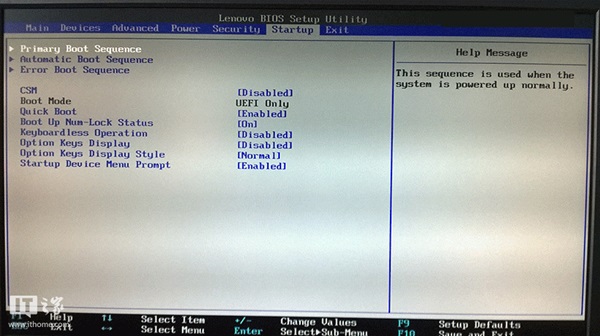 Lenovo BIOS Setup Utility
Main Devices Advanced Power Security Startup Exit
Primary Boot Sequence
Automatic Boot Sequence
Error Boot Sequence
CSM [Disabled]
Boot Mode UEFI Only
Quick Boot [Enabled]
Boot Up Num-Lock Status [On]
Keyboardless Operation [Disabled]
Option Keys Display [Disabled]
Option Keys Display Style [Normal]
Startup Device Menu Prompt [Enabled]
Help Message
This sequence is used when the
system is powered up normally.
F1 Help ↑↓ Select Item +/- Change Values F9 Setup Defaults
Exit ↔ Select Menu Enter Select▶Sub-Menu F10 Save and Exit
IT之家
www.ithome.com